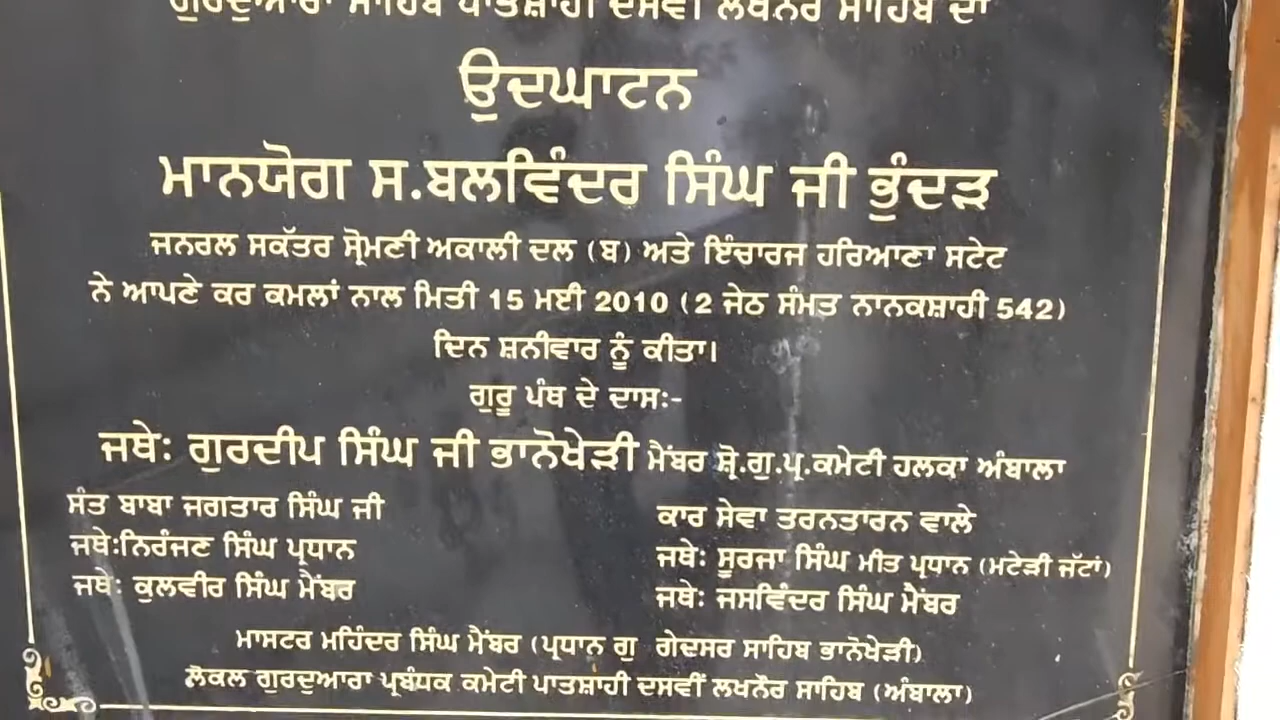 ਗੁਰਦੁਆਰਾ ਸਾਹਿਬ ਪਾਤਸ਼ਾਹੀ ਦਸਵੀਂ ਲਖਨੌਰ ਸਾਹਿਬ ਦਾ
ਉਦਘਾਟਨ
ਮਾਨਯੋਗ ਸ.ਬਲਵਿੰਦਰ ਸਿੰਘ ਜੀ ਭੁੰਦੜ
ਜਨਰਲ ਸਕੱਤਰ ਸ਼੍ਰੋਮਣੀ ਅਕਾਲੀ ਦਲ (ਬ) ਅਤੇ ਇੰਚਾਰਜ ਹਰਿਆਣਾ ਸਟੇਟ
ਨੇ ਆਪਣੇ ਕਰ ਕਮਲਾਂ ਨਾਲ ਮਿਤੀ 15 ਮਈ 2010 (2 ਜੇਠ ਸੰਮਤ ਨਾਨਕਸ਼ਾਹੀ 542)
ਦਿਨ ਸ਼ਨੀਵਾਰ ਨੂੰ ਕੀਤਾ।
ਗੁਰੂ ਪੰਥ ਦੇ ਦਾਸ:-
ਜਥੇ: ਗੁਰਦੀਪ ਸਿੰਘ ਜੀ ਭਾਨੋਖੇੜੀ ਮੈਂਬਰ ਸ਼੍ਰੋ.ਗੁ.ਪ੍ਰ.ਕਮੇਟੀ ਹਲਕਾ ਅੰਬਾਲਾ
ਸੰਤ ਬਾਬਾ ਜਗਤਾਰ ਸਿੰਘ ਜੀ ਕਾਰ ਸੇਵਾ ਤਰਨਤਾਰਨ ਵਾਲੇ
ਜਥੇ:ਨਿਰੰਜਣ ਸਿੰਘ ਪ੍ਰਧਾਨ ਜਥੇ: ਸੂਰਜਾ ਸਿੰਘ ਮੀਤ ਪ੍ਰਧਾਨ (ਮਟੇੜੀ ਜੱਟਾਂ)
ਜਥੇ: ਕੁਲਵੀਰ ਸਿੰਘ ਮੈਂਬਰ ਜਥੇ: ਜਸਵਿੰਦਰ ਸਿੰਘ ਮੈਂਬਰ
ਮਾਸਟਰ ਮਹਿੰਦਰ ਸਿੰਘ ਮੈਂਬਰ (ਪ੍ਰਧਾਨ ਗੁ ਗੇਦਸਰ ਸਾਹਿਬ ਭਾਨੋਖੇੜੀ)
ਲੋਕਲ ਗੁਰਦੁਆਰਾ ਪ੍ਰਬੰਧਕ ਕਮੇਟੀ ਪਾਤਸ਼ਾਹੀ ਦਸਵੀਂ ਲਖਨੌਰ ਸਾਹਿਬ (ਅੰਬਾਲਾ)